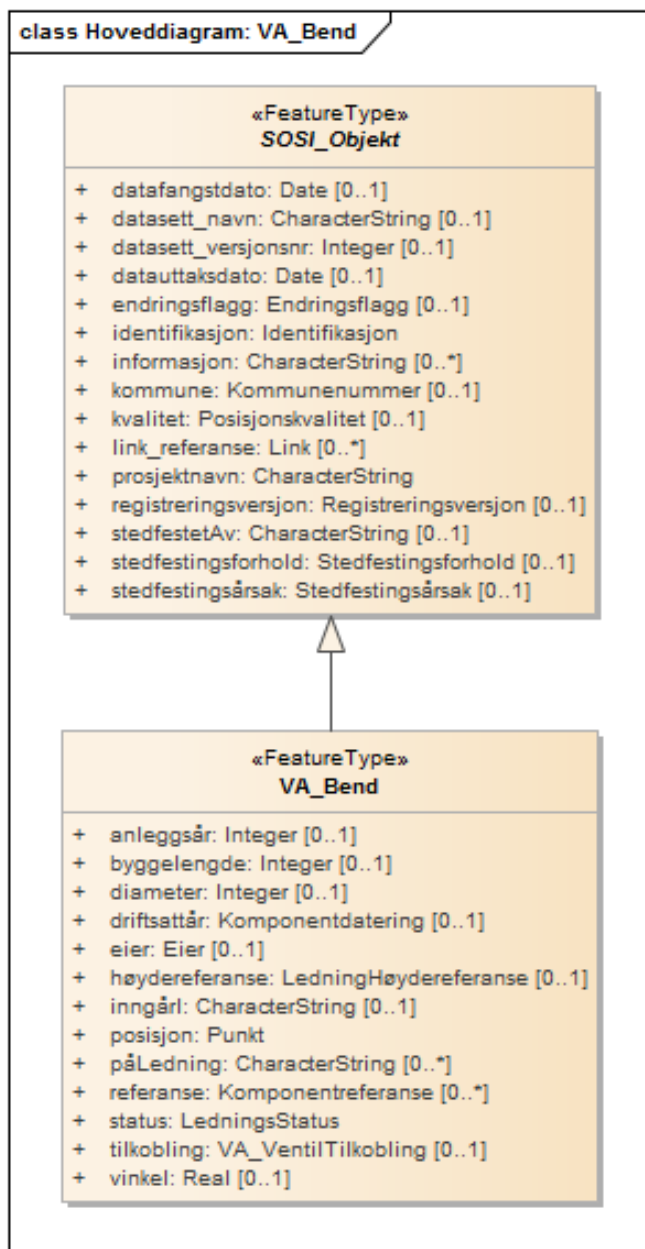 class Hoveddiagram: VA_Bend
«FeatureType»
SOSI_Objekt
+ datafangstdato: Date [0..1]
+ datasett_navn: CharacterString [0..1]
+ datasett_versjonsnr: Integer [0..1]
+ datauttaksdato: Date [0..1]
+ endringsflagg: Endringsflagg [0..1]
+ identifikasjon: Identifikasjon
+ informasjon: CharacterString [0..*]
+ kommune: Kommunenummer [0..1]
+ kvalitet: Posisjonskvalitet [0..1]
+ link_referanse: Link [0..*]
+ prosjektnavn: CharacterString
+ registreringsversjon: Registreringsversjon [0..1]
+ stedfestetAv: CharacterString [0..1]
+ stedfestingsforhold: Stedfestingsforhold [0..1]
+ stedfestingsårsak: Stedfestingsårsak [0..1]
«FeatureType»
VA_Bend
+ anleggsår: Integer [0..1]
+ byggelengde: Integer [0..1]
+ diameter: Integer [0..1]
+ driftsattår: Komponentdatering [0..1]
+ eier: Eier [0..1]
+ høydereferanse: LedningHøydereferanse [0..1]
+ inngårI: CharacterString [0..1]
+ posisjon: Punkt
+ påLedning: CharacterString [0..*]
+ referanse: Komponentreferanse [0..*]
+ status: LedningsStatus
+ tilkobling: VA_VentilTilkobling [0..1]
+ vinkel: Real [0..1]